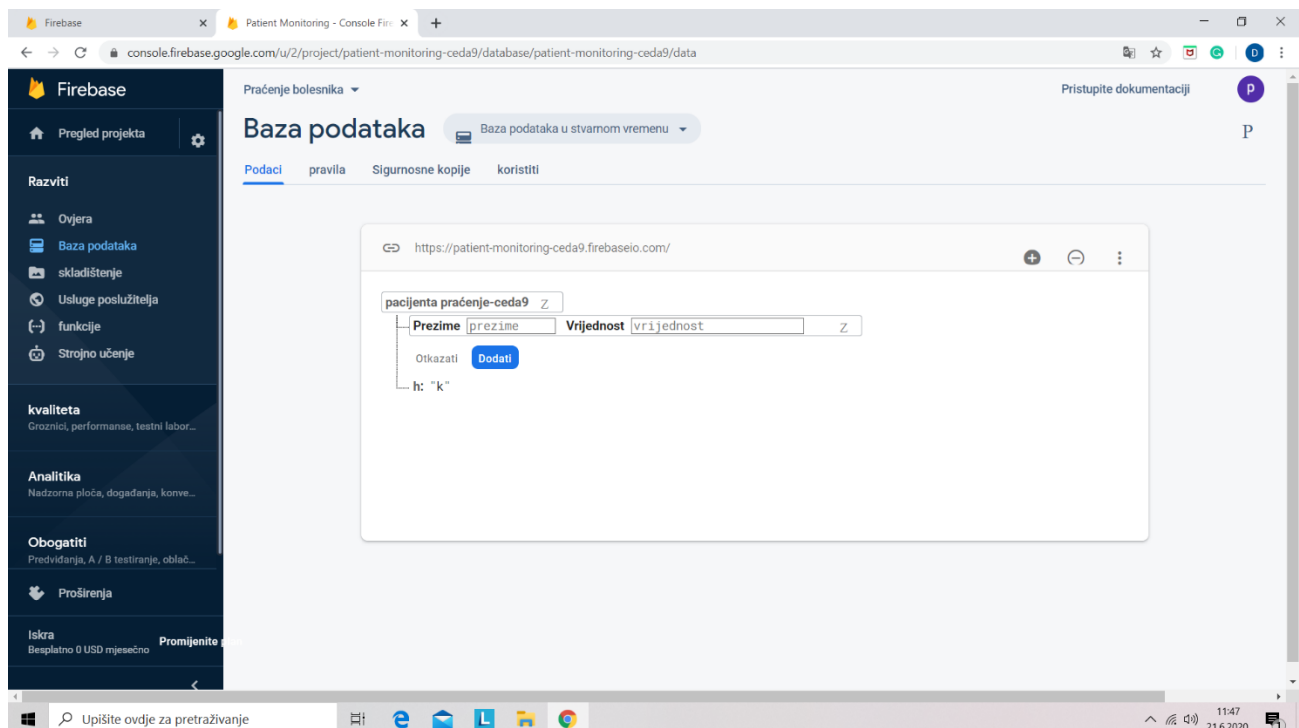 Firebase
Patient Monitoring - Console Fire
console.firebase.google.com/u/2/project/patient-monitoring-ceda9/database/patient-monitoring-ceda9/data
D
Firebase
Praćenje bolesnika
Pristupite dokumentaciji
p
Pregled projekta
Baza podataka
Baza podataka u stvarnom vremenu
P
Podaci pravila Sigurnosne kopije koristiti
Razviti
Ovjera
Baza podataka
skladištenje
Usluge poslužitelja
funkcije
Strojno učenje
https://patient-monitoring-ceda9.firebaseio.com/
pacijenta praćenje-ceda9 Z
Prezime prezime Vrijednost vrijednost Z
Otkazati Dodati
h: "k"
kvaliteta
Groznici, performanse, testni labor...
Analitika
Nadzorna ploča, događanja, konve...
Obogatiti
Predviđanja, A / B testiranje, oblač...
Proširenja
Iskra
Besplatno 0 USD mjesečno
Promijenite
Upišite ovdje za pretraživanje
11:47
21.6.2020.